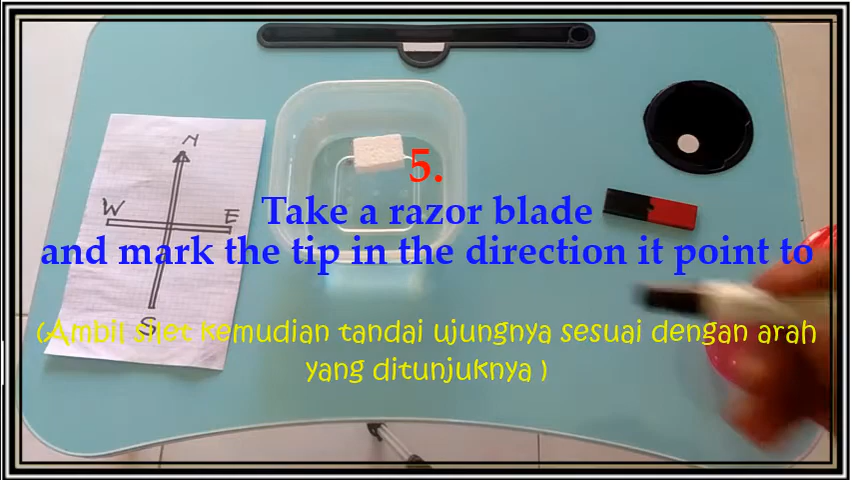 N
W
E
S
5.
Take a razor blade
and mark the tip in the direction it point to
(Ambil silet kemudian tandai ujungnya sesuai dengan arah
yang ditunjuknya )